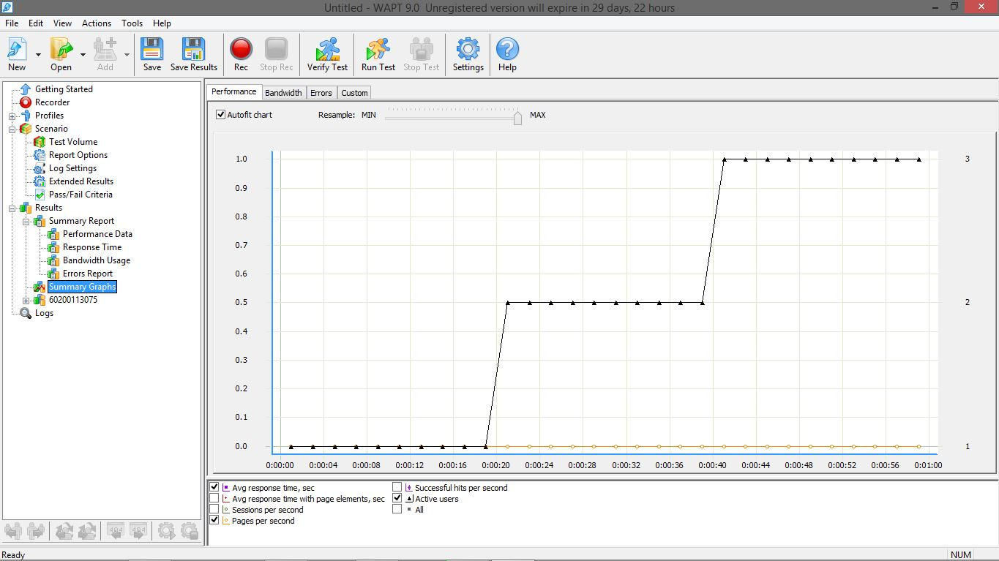 Untitled - WAPT 9.0 Unregistered version will expire in 29 days, 22 hours
File Edit View Actions Tools Help
New Open Add Save Save Results Rec Stop Rec Verify Test Run Test Stop Test Settings Help
Getting Started
Recorder
Profiles
Scenario
Test Volume
Report Options
Log Settings
Extended Results
Pass/Fail Criteria
Results
Summary Report
Performance Data
Response Time
Bandwidth Usage
Errors Report
Summary Graphs
60200113075
Logs
Performance Bandwidth Errors Custom
Autofit chart Resample: MIN MAX
1.0 3
0.9
0.8
0.7
0.6
0.5 2
0.4
0.3
0.2
0.1
0.0 1
0:00:00 0:00:04 0:00:08 0:00:12 0:00:16 0:00:20 0:00:24 0:00:28 0:00:32 0:00:36 0:00:40 0:00:44 0:00:48 0:00:52 0:00:56 0:01:00
Avg response time, sec Successful hits per second
Avg response time with page elements, sec Active users
Sessions per second All
Pages per second
Ready NUM